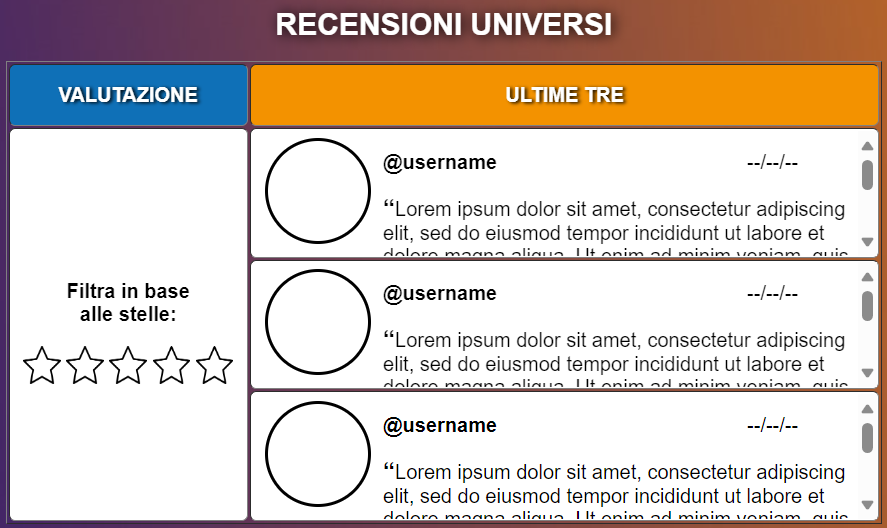 RECENSIONI UNIVERSI
VALUTAZIONE
ULTIME TRE
Filtra in base
alle stelle:
@username --/--/--
“Lorem ipsum dolor sit amet, consectetur adipiscing
elit, sed do eiusmod tempor incididunt ut labore et
dolore magna aliqua. Ut enim ad minim veniam, quis
@username --/--/--
“Lorem ipsum dolor sit amet, consectetur adipiscing
elit, sed do eiusmod tempor incididunt ut labore et
dolore magna aliqua. Ut enim ad minim veniam, quis
@username --/--/--
“Lorem ipsum dolor sit amet, consectetur adipiscing
elit, sed do eiusmod tempor incididunt ut labore et
dolore magna aliqua. Ut enim ad minim veniam, quis